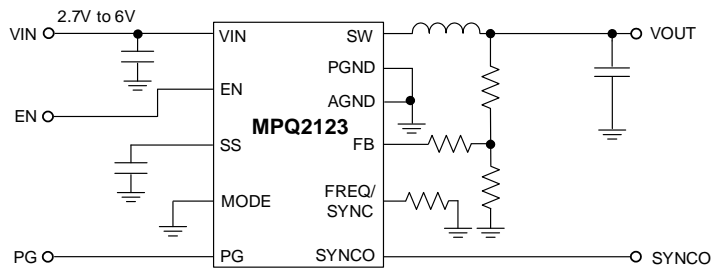 2.7V to 6V
VIN
VIN
SW
VOUT
PGND
EN
EN
AGND
MPQ2123
SS
FB
MODE
FREQ/
SYNC
PG
PG
SYNCO
SYNCO